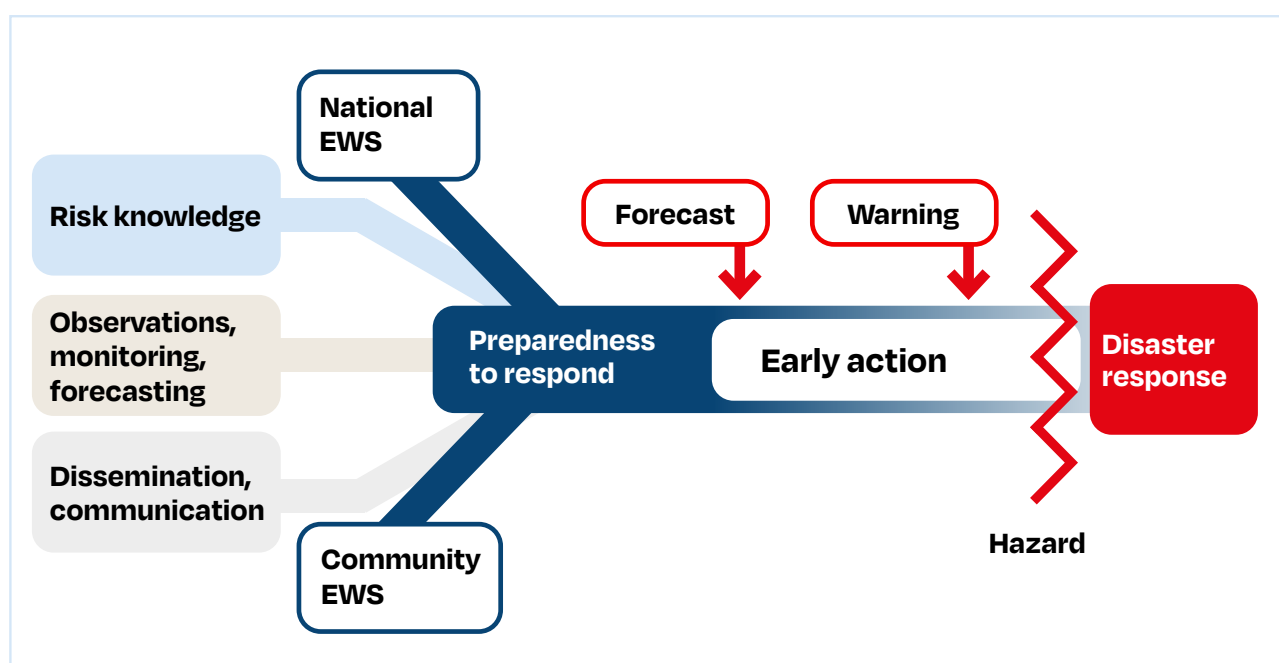 National
EWS
Risk knowledge
Observations,
monitoring,
forecasting
Dissemination,
communication
Community
EWS
Preparedness
to respond
Forecast
Warning
Early action
Hazard
Disaster
response